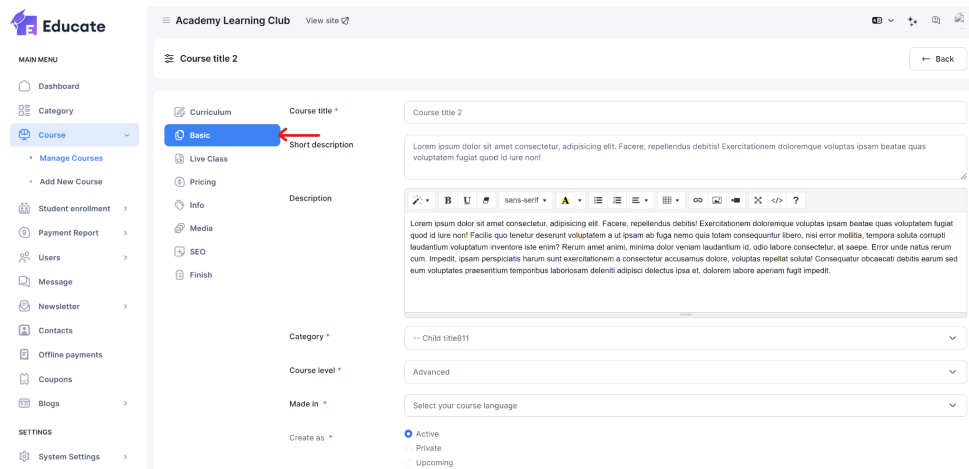 Educate
Academy Learning Club
View site
MAIN MENU
Dashboard
Category
Course
Manage Courses
Add New Course
Student enrollment
Payment Report
Users
Message
Newsletter
Contacts
Offline payments
Coupons
Blogs
SETTINGS
System Settings
Course title 2
← Back
Curriculum
Basic
Live Class
Pricing
Info
Media
SEO
Finish
Course title *
Course title 2
Short description
Lorem ipsum dolor sit amet consectetur, adipisicing elit. Facere, repellendus debitis! Exercitationem doloremque voluptas ipsam beatae quas
voluptatem fugiat quod id iure non!
Description
B U sans-serif A ?
Lorem ipsum dolor sit amet consectetur, adipisicing elit. Facere, repellendus debitis! Exercitationem doloremque voluptas ipsam beatae quas voluptatem fugiat
quod id iure non! Facilis quo tenetur deserunt voluptatem a ut ipsam ab fuga nemo quia totam consequuntur libero, nisi error mollitia, tempora soluta corrupti
laudantium voluptatum inventore iste enim? Rerum amet animi, minima dolor veniam laudantium id, odio labore consectetur, at saepe. Error unde natus rerum
cum. Impedit, ipsam perspiciatis harum sunt exercitationem a consectetur accusamus dolore, voluptas repellat soluta! Consequatur obcaecati debitis earum sed
eum voluptates praesentium temporibus laboriosam deleniti adipisci delectus ipsa et, dolorem labore aperiam fugit impedit.
Category *
-- Child title811
Course level *
Advanced
Made in *
Select your course language
Create as *
Active
Private
Upcoming